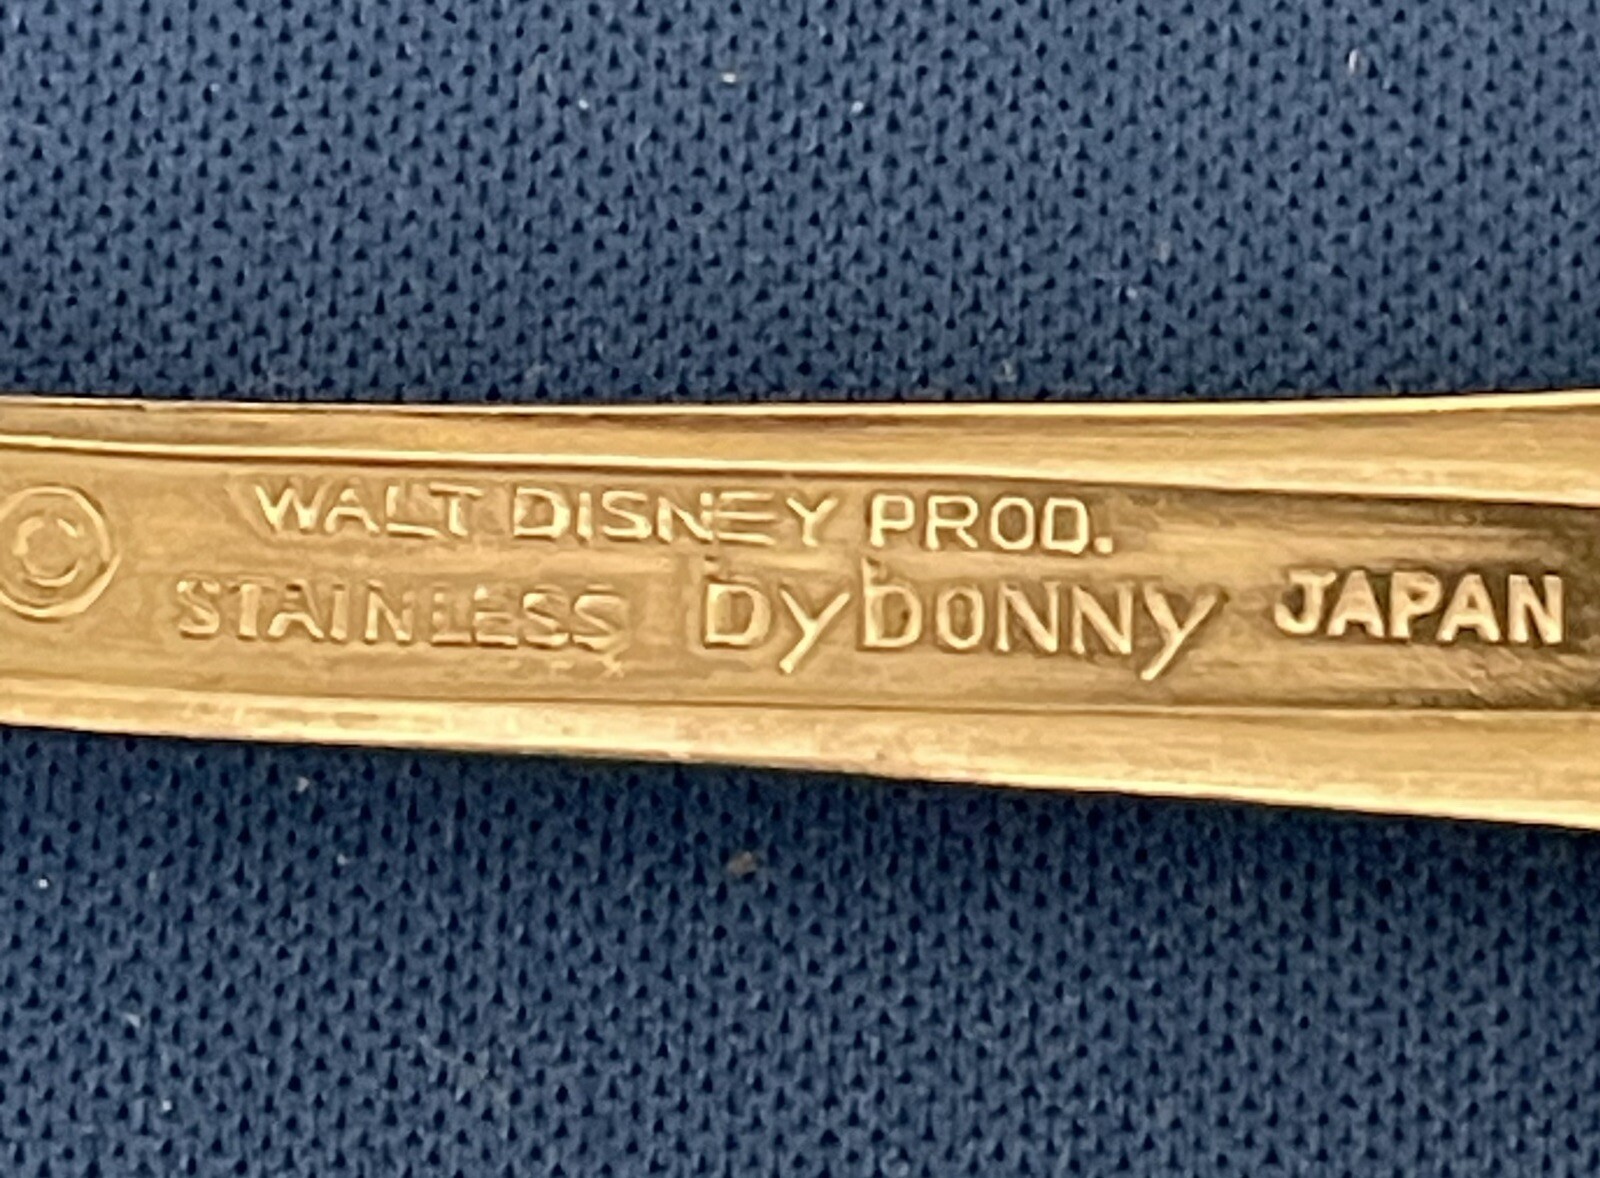 © WALT DISNEY PROD.
STAINLESS DyboNNy JAPAN